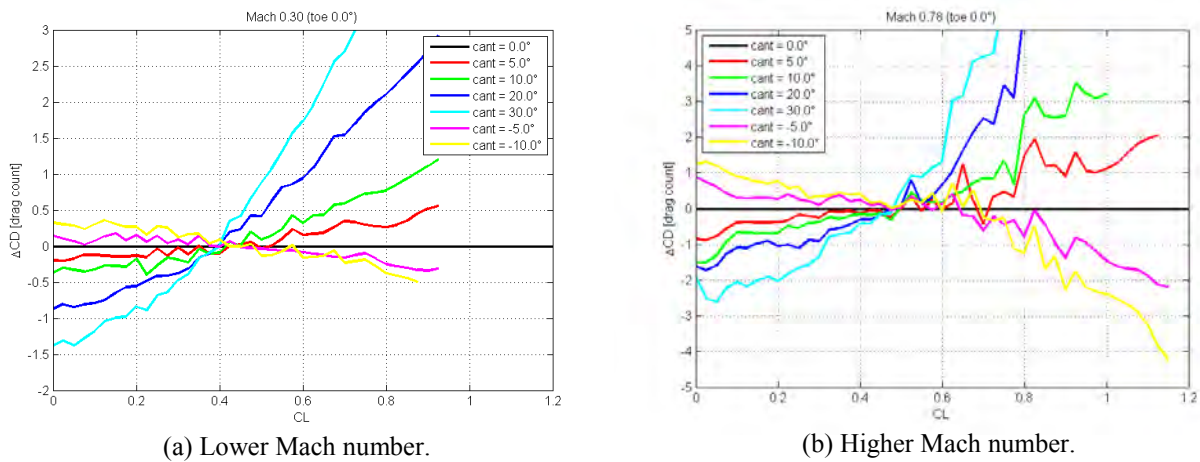 Mach 0.30 (toe 0.0°)
3
2.5
2
1.5
1
0.5
0
-0.5
-1
-1.5
-2
ΔCD [drag count]
cant = 0.0°
cant = 5.0°
cant = 10.0°
cant = 20.0°
cant = 30.0°
cant = -5.0°
cant = -10.0°
0 0.2 0.4 0.6 0.8 1 1.2
CL
(a) Lower Mach number.
Mach 0.78 (toe 0.0°)
5
4
3
2
1
0
-1
-2
-3
-4
-5
ΔCD [drag count]
cant = 0.0°
cant = 5.0°
cant = 10.0°
cant = 20.0°
cant = 30.0°
cant = -5.0°
cant = -10.0°
0 0.2 0.4 0.6 0.8 1 1.2
CL
(b) Higher Mach number.